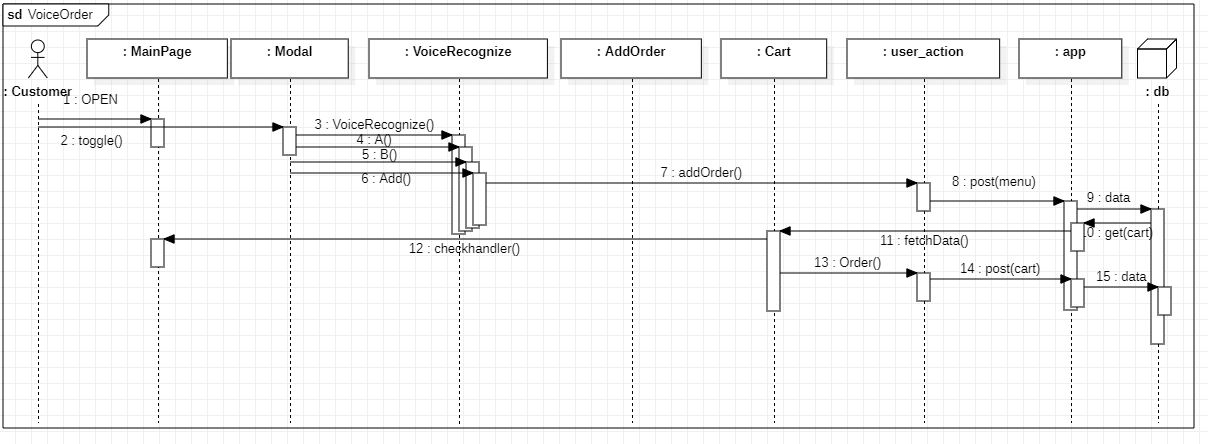 sd VoiceOrder
: Customer
: MainPage
: Modal
: VoiceRecognize
: AddOrder
: Cart
: user_action
: app
: db
1 : OPEN
2 : toggle()
3 : VoiceRecognize()
4 : A()
5 : B()
6 : Add()
7 : addOrder()
8 : post(menu)
9 : data
10 : get(cart)
11 : fetchData()
12 : checkhandler()
13 : Order()
14 : post(cart)
15 : data